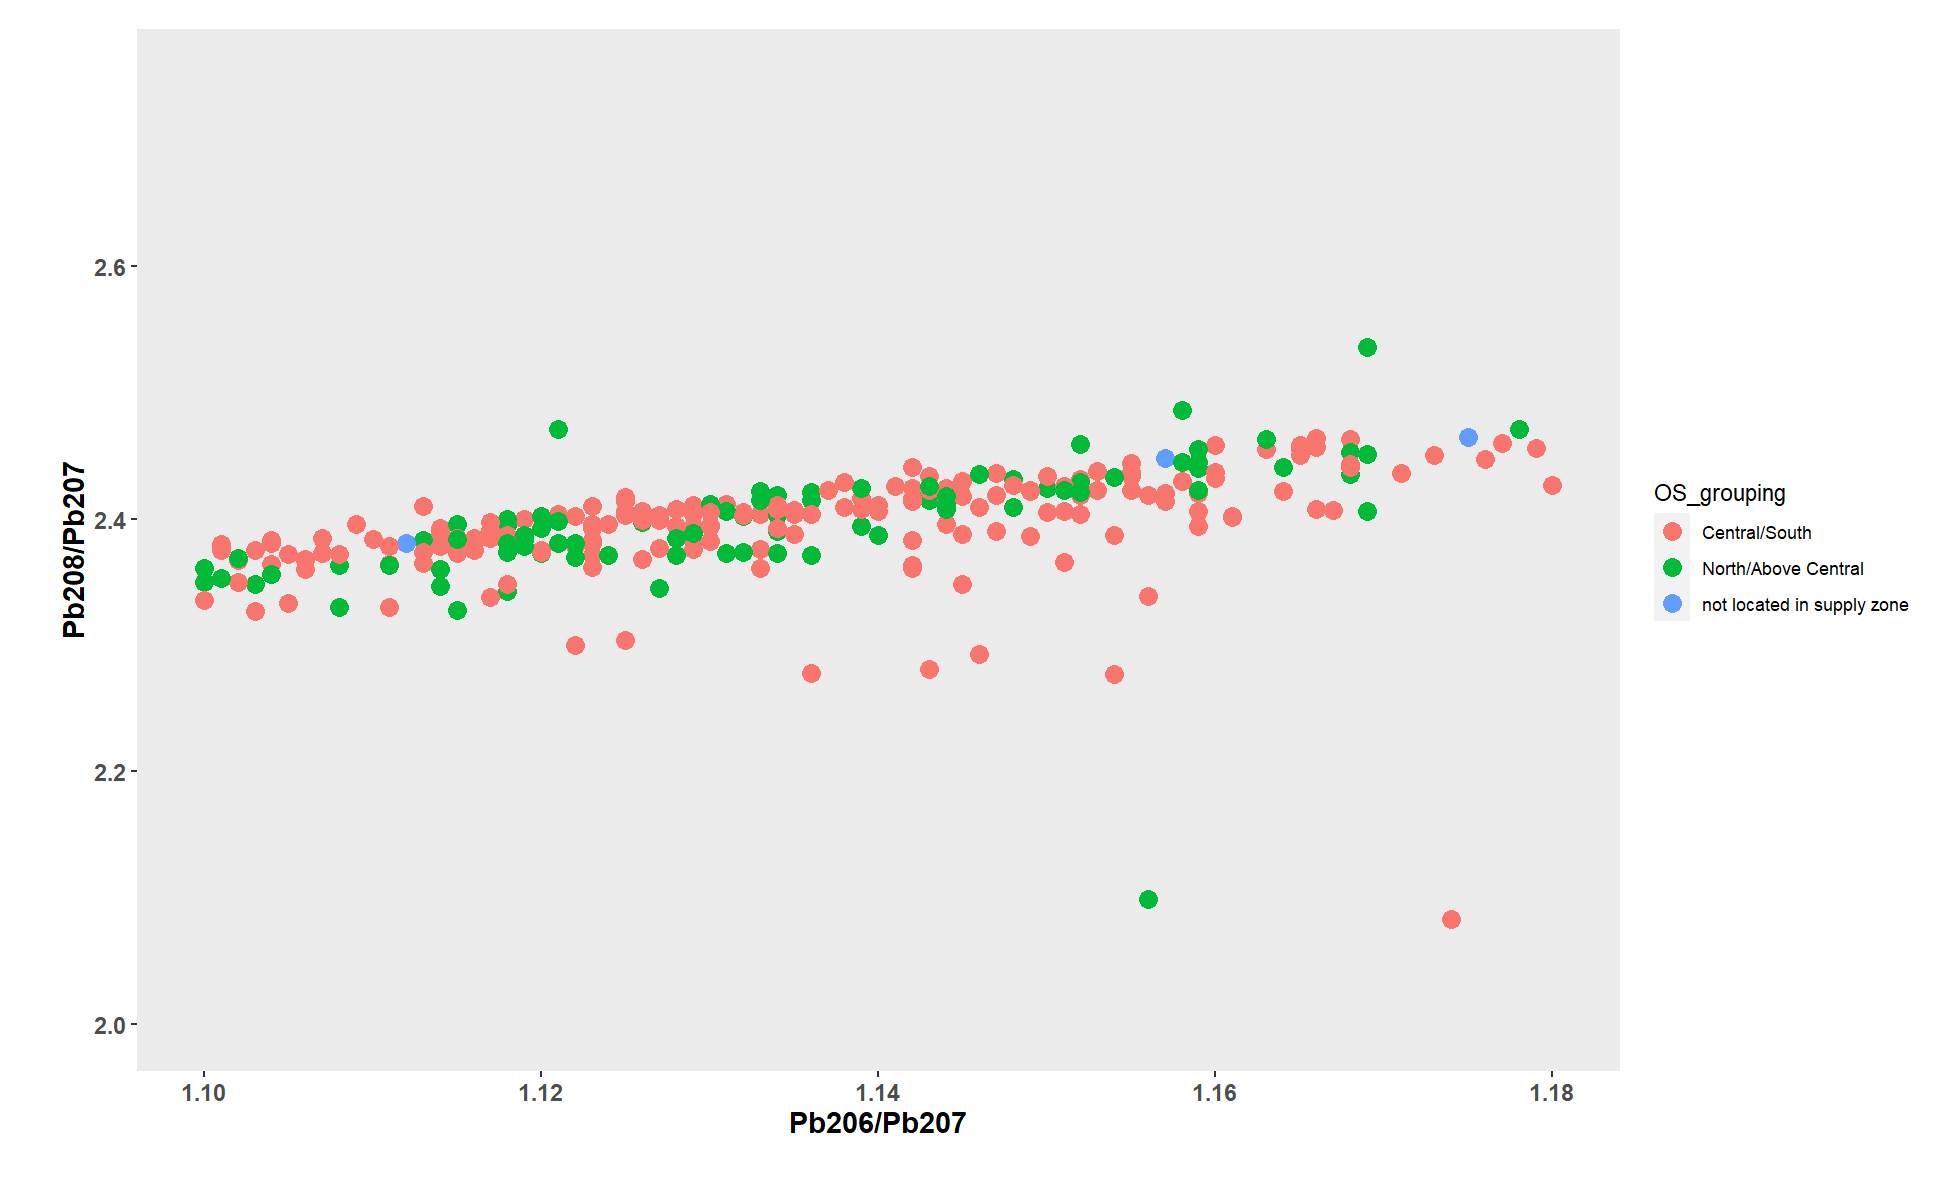 2.6
2.4
2.2
2.0
Pb208/Pb207
1.10 1.12 1.14 1.16 1.18
Pb206/Pb207
OS_grouping
Central/South
North/Above Central
not located in supply zone